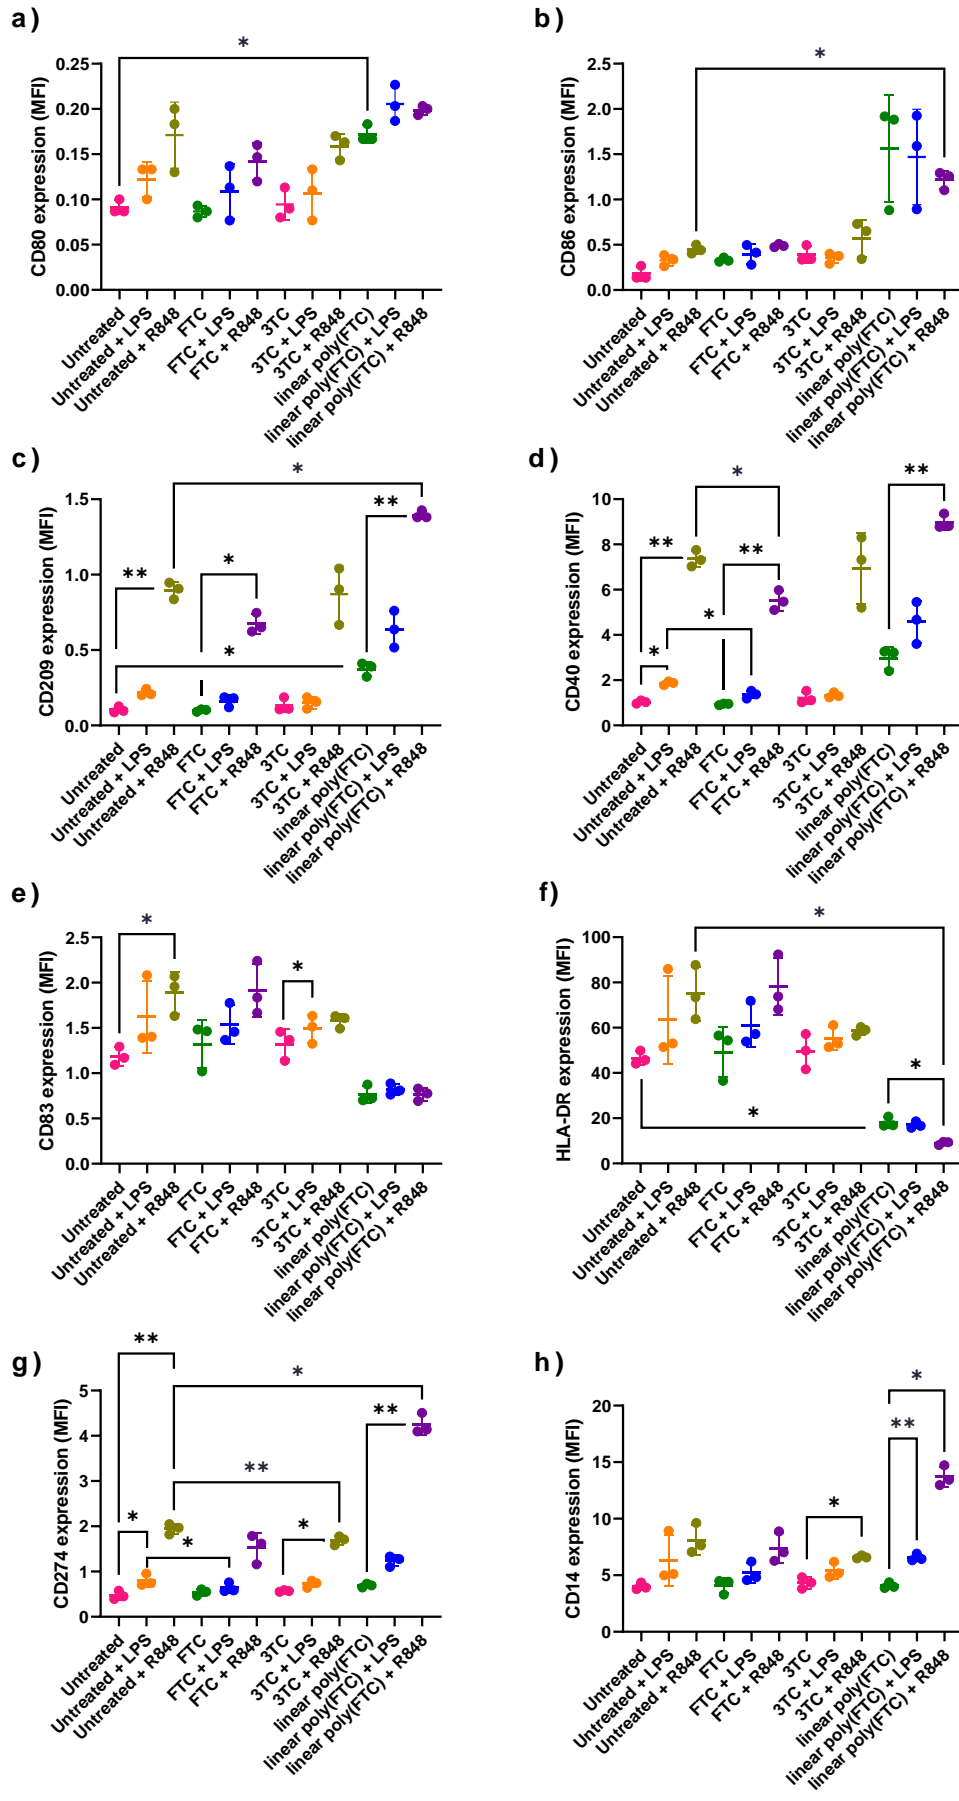 a)
*
CD80 expression (MFI)
0.25
0.20
0.15
0.10
0.05
0.00
Untreated
Untreated + LPS
Untreated + R848
FTC
FTC + LPS
FTC + R848
3TC
3TC + LPS
3TC + R848
linear poly(FTC)
linear poly(FTC) + LPS
linear poly(FTC) + R848
b)
*
CD86 expression (MFI)
2.5
2.0
1.5
1.0
0.5
0.0
Untreated
Untreated + LPS
Untreated + R848
FTC
FTC + LPS
FTC + R848
3TC
3TC + LPS
3TC + R848
linear poly(FTC)
linear poly(FTC) + LPS
linear poly(FTC) + R848
c)
*
**
**
*
*
CD209 expression (MFI)
1.5
1.0
0.5
0.0
Untreated
Untreated + LPS
Untreated + R848
FTC
FTC + LPS
FTC + R848
3TC
3TC + LPS
3TC + R848
linear poly(FTC)
linear poly(FTC) + LPS
linear poly(FTC) + R848
d)
*
**
**
**
*
*
CD40 expression (MFI)
10
8
6
4
2
0
Untreated
Untreated + LPS
Untreated + R848
FTC
FTC + LPS
FTC + R848
3TC
3TC + LPS
3TC + R848
linear poly(FTC)
linear poly(FTC) + LPS
linear poly(FTC) + R848
e)
*
*
CD83 expression (MFI)
2.5
2.0
1.5
1.0
0.5
0.0
Untreated
Untreated + LPS
Untreated + R848
FTC
FTC + LPS
FTC + R848
3TC
3TC + LPS
3TC + R848
linear poly(FTC)
linear poly(FTC) + LPS
linear poly(FTC) + R848
f)
*
*
*
HLA-DR expression (MFI)
100
80
60
40
20
0
Untreated
Untreated + LPS
Untreated + R848
FTC
FTC + LPS
FTC + R848
3TC
3TC + LPS
3TC + R848
linear poly(FTC)
linear poly(FTC) + LPS
linear poly(FTC) + R848
g)
**
*
**
**
*
*
*
CD274 expression (MFI)
5
4
3
2
1
0
Untreated
Untreated + LPS
Untreated + R848
FTC
FTC + LPS
FTC + R848
3TC
3TC + LPS
3TC + R848
linear poly(FTC)
linear poly(FTC) + LPS
linear poly(FTC) + R848
h)
*
**
*
CD14 expression (MFI)
20
15
10
5
0
Untreated
Untreated + LPS
Untreated + R848
FTC
FTC + LPS
FTC + R848
3TC
3TC + LPS
3TC + R848
linear poly(FTC)
linear poly(FTC) + LPS
linear poly(FTC) + R848